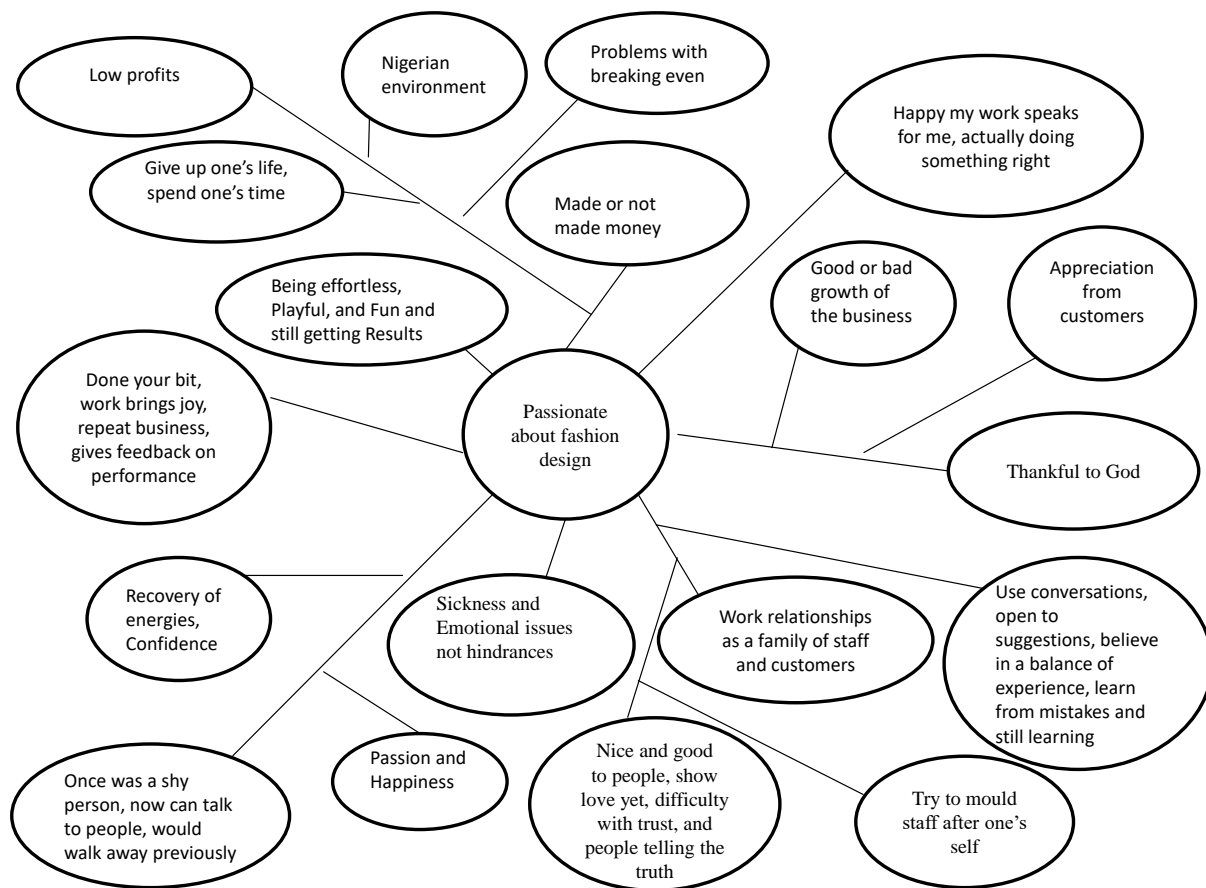 Low profits
Nigerian
environment
Problems with
breaking even
Happy my work speaks
for me, actually doing
something right
Give up one’s life,
spend one’s time
Made or not
made money
Good or bad
growth of
the business
Appreciation
from
customers
Being effortless,
Playful, and Fun and
still getting Results
Done your bit,
work brings joy,
repeat business,
gives feedback on
performance
Passionate
about fashion
design
Thankful to God
Recovery of
energies,
Confidence
Sickness and
Emotional issues
not hindrances
Work relationships
as a family of staff
and customers
Use conversations,
open to
suggestions, believe
in a balance of
experience, learn
from mistakes and
still learning
Once was a shy
person, now can talk
to people, would
walk away previously
Passion and
Happiness
Nice and good
to people, show
love yet, difficulty
with trust, and
people telling the
truth
Try to mould
staff after one’s
self